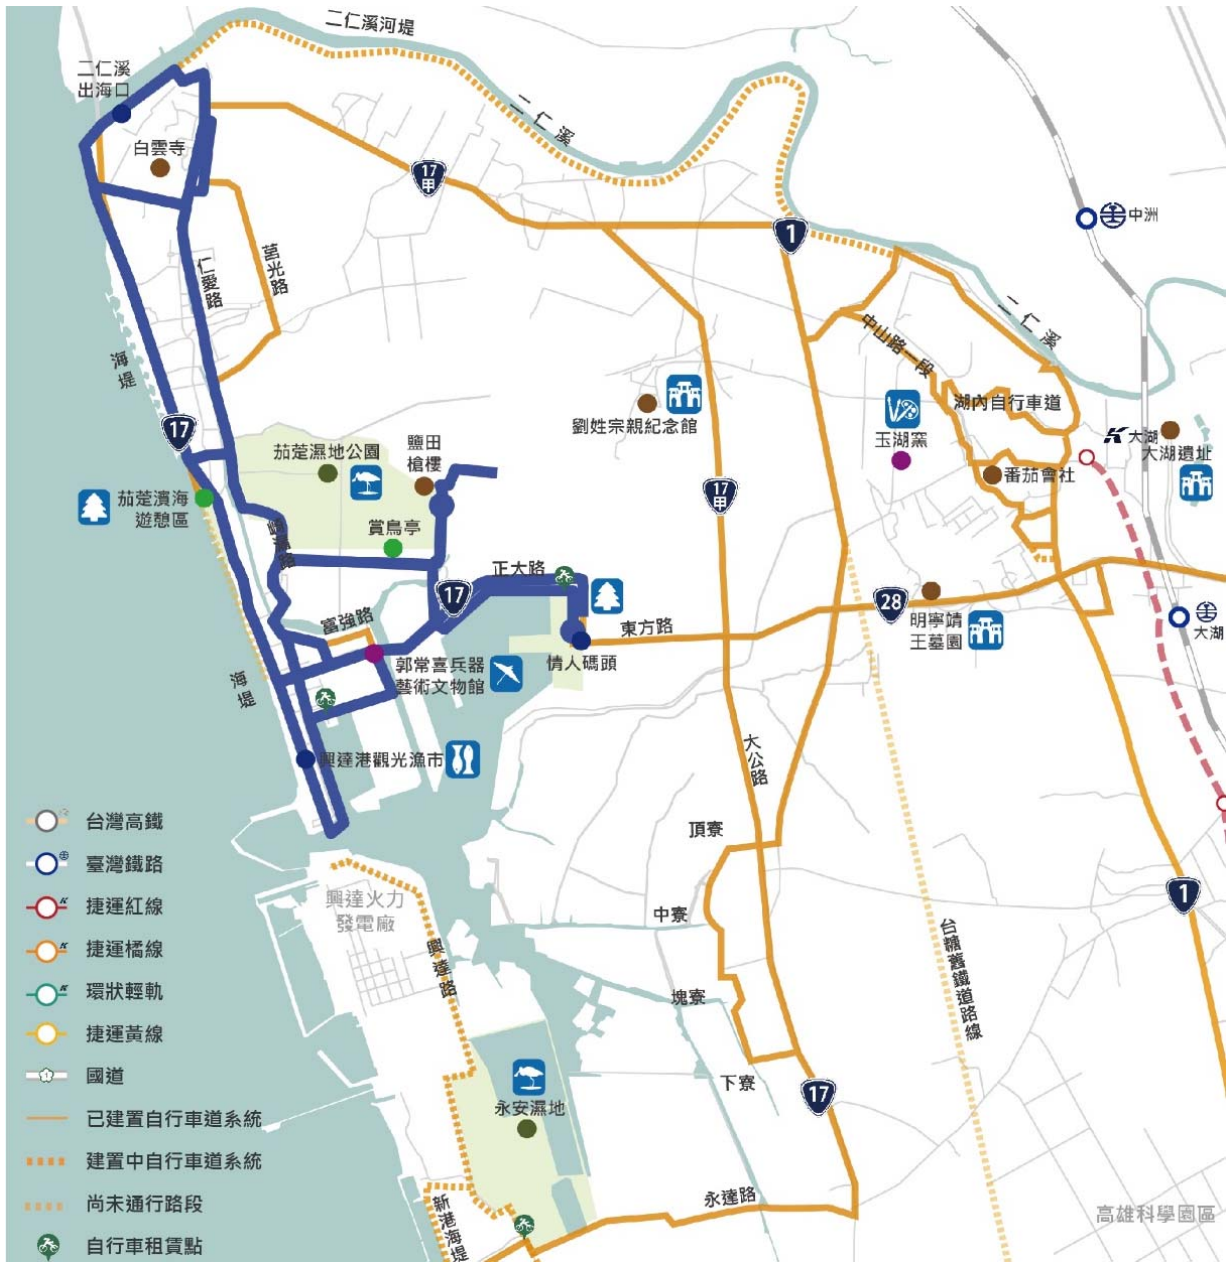 二仁溪河堤
二仁溪
出海口
白雲寺
二仁溪
17
甲
1
中洲
莒光路
仁愛路
二仁溪
中山路一段
海堤
湖內自行車道
17
劉姓宗親紀念館
玉湖窯
大湖
大湖遺址
茄萣濕地公園
鹽田
槍樓
番茄會社
茄萣濱海
遊憩區
17
甲
賞鳥亭
正大路
17
28
富強路
東方路
明寧靖
王墓園
大湖
海堤
郭常喜兵器
藝術文物館
情人碼頭
興達港觀光漁市
大公路
台灣高鐵
頂寮
臺灣鐵路
1
捷運紅線
興達火力
發電廠
中寮
台糖舊鐵道路線
捷運橘線
興達路
環狀輕軌
塊寮
捷運黃線
國道
下寮
17
永安濕地
已建置自行車道系統
建置中自行車道系統
尚未通行路段
新港海堤
永達路
高雄科學園區
自行車租賃點